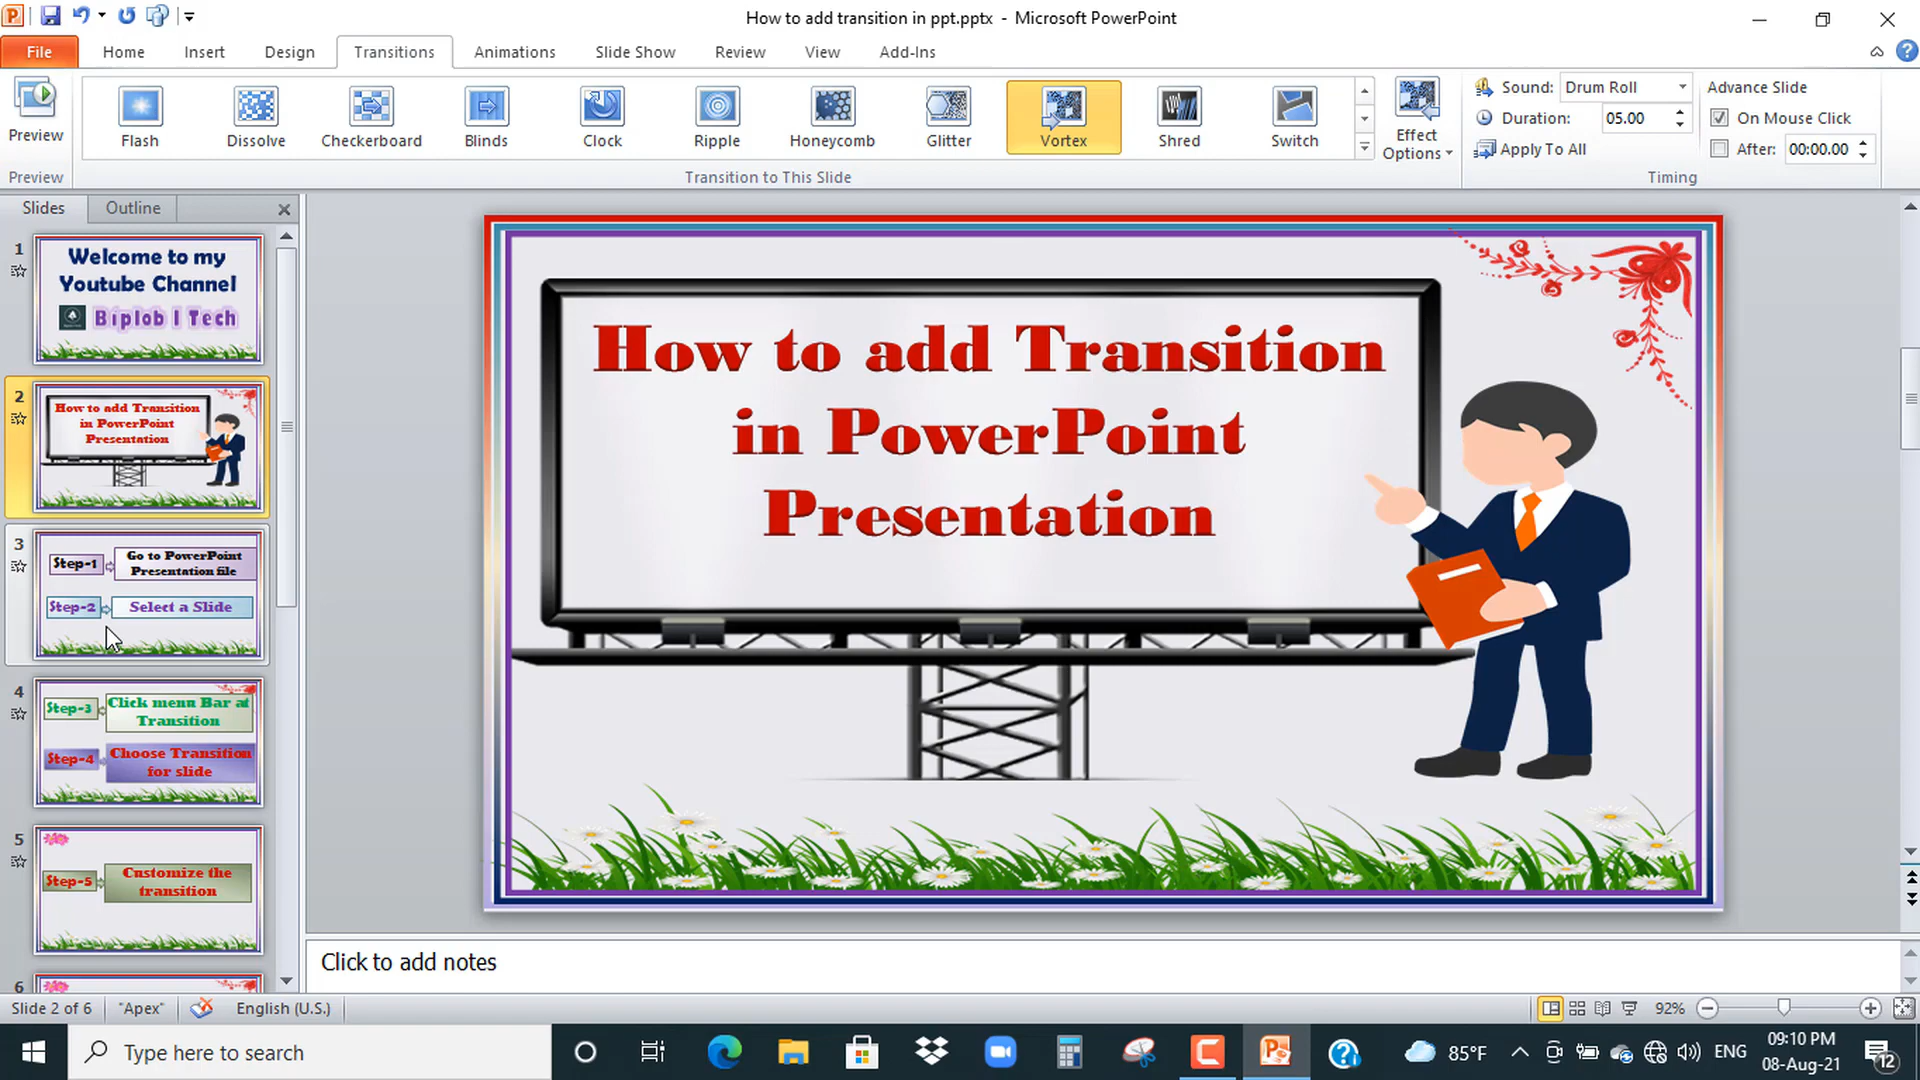 How to add transition in ppt.pptx - Microsoft PowerPoint
File Home Insert Design Transitions Animations Slide Show Review View Add-Ins
Preview
Flash Dissolve Checkerboard Blinds Clock Ripple Honeycomb Glitter Vortex Shred Switch
Effect
Options
Sound: Drum Roll
Duration: 05.00
Apply To All
Advance Slide
On Mouse Click
After: 00:00.00
Preview Transition to This Slide Timing
Slides Outline
1
Welcome to my
Youtube Channel
Biplob I Tech
2
How to add Transition
in PowerPoint
Presentation
3
Step-1 Go to PowerPoint
Presentation file
Step-2 Select a Slide
4
Step-3 Click menu Bar at
Transition
Step-4 Choose Transition
for slide
5
Step-5 Customize the
transition
6
How to add Transition
in PowerPoint
Presentation
Click to add notes
Slide 2 of 6 "Apex" English (U.S.) 92%
Type here to search
85°F ENG
09:10 PM
08-Aug-21
12